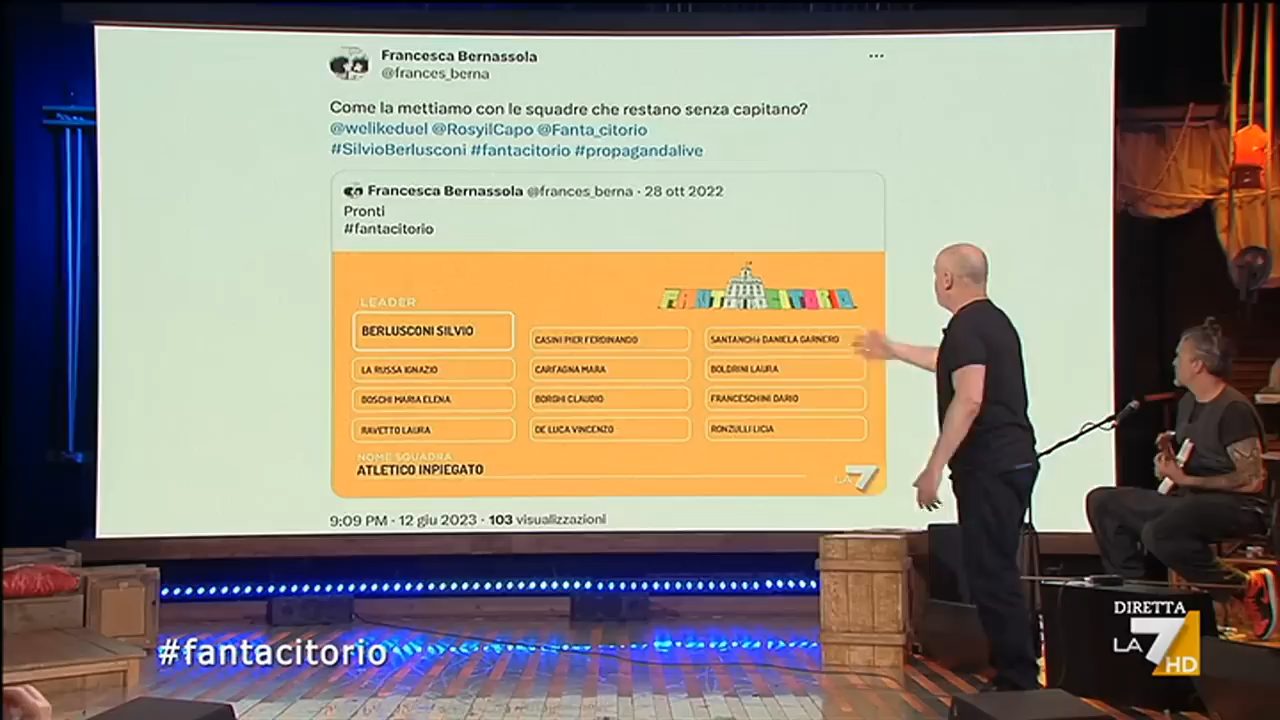 Francesca Bernassola
@frances_berna
Come la mettiamo con le squadre che restano senza capitano?
@welikeduel @RosyilCapo @Fanta_citorio
#SilvioBerlusconi #fantacitorio #propagandalive
Francesca Bernassola @frances_berna · 28 ott 2022
Pronti
#fantacitorio
FANTACITORIO
LEADER
BERLUSCONI SILVIO
CASINI PIER FERDINANDO
SANTANCHè DANIELA GARNERO
LA RUSSA IGNAZIO
CARFAGNA MARA
BOLDRINI LAURA
BOSCHI MARIA ELENA
BORGHI CLAUDIO
FRANCESCHINI DARIO
RAVETTO LAURA
DE LUCA VINCENZO
RONZULLI LICIA
NOME SQUADRA
ATLETICO INPIEGATO
LA7
9:09 PM · 12 giu 2023 · 103 visualizzazioni
#fantacitorio
DIRETTA
LA7
HD